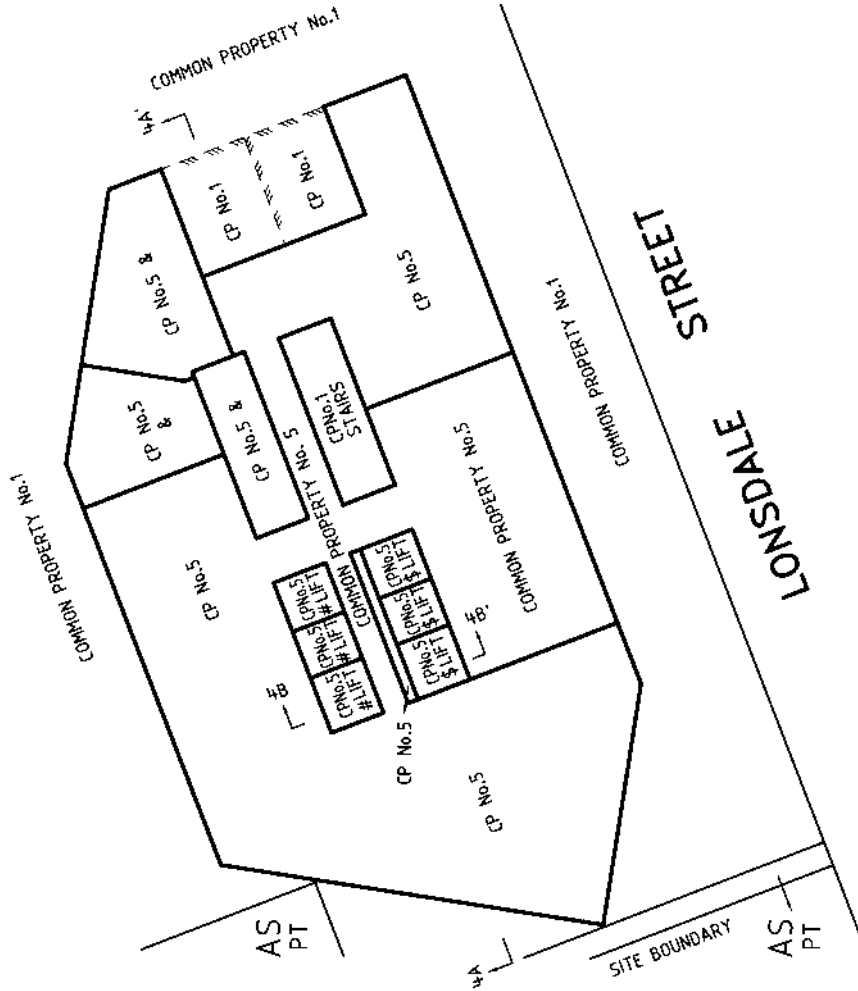 COMMON PROPERTY No.1
4A'
CP No.1
CP No.1
CP No.5 &
CP No.5
CP No.5
&
CP No.5 &
CPNo.1
STAIRS
COMMON PROPERTY No. 5
COMMON PROPERTY No.1
COMMON PROPERTY No.1
STREET
LONSDALE
COMMON PROPERTY No.5
CP No.5
CPNo.5
# LIFT
CPNo.5
# LIFT
CPNo.5
# LIFT
CPNo.5
$ LIFT
CPNo.5
$ LIFT
CPNo.5
$ LIFT
4B
4B'
CP No.5
CP No.5
AS
PT
4A
SITE BOUNDARY
AS
PT